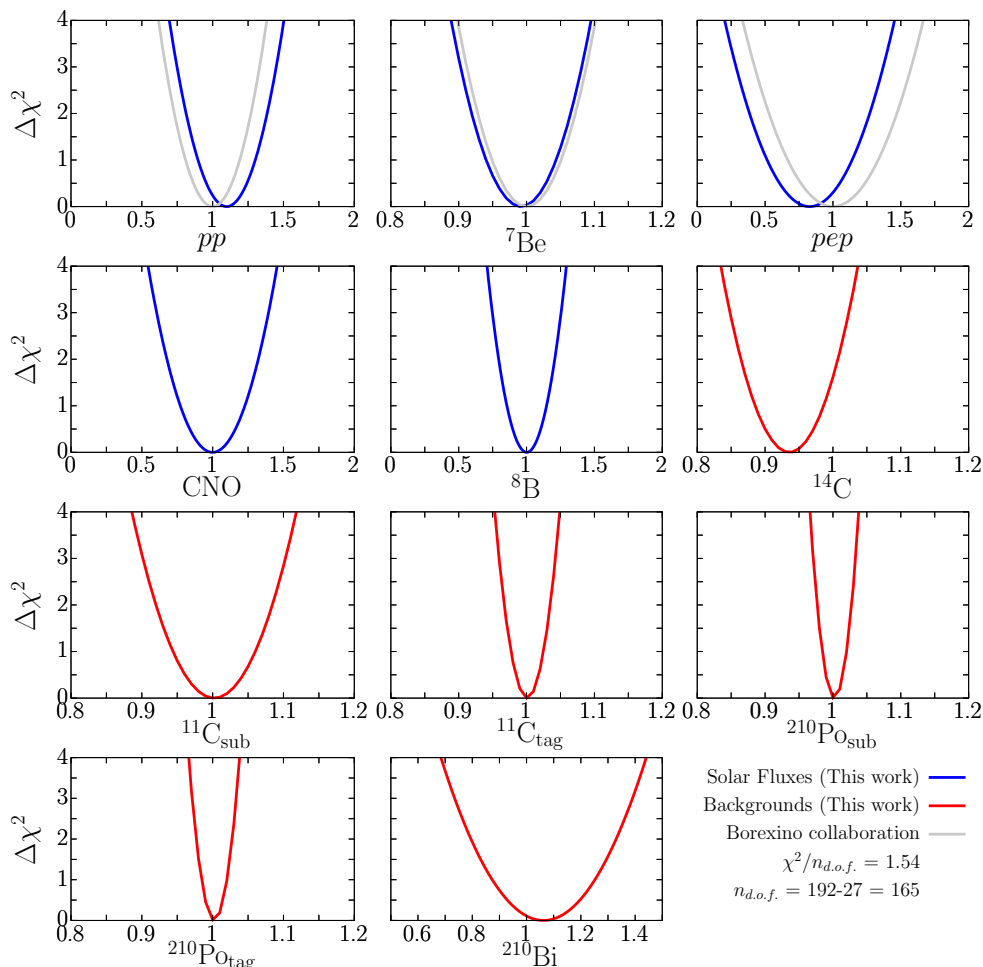 4
3
2
1
0
Δχ²
0 0.5 1 1.5 2
pp
0.8 0.9 1 1.1 1.2
⁷Be
0 0.5 1 1.5 2
pep
4
3
2
1
0
Δχ²
0 0.5 1 1.5 2
CNO
0 0.5 1 1.5 2
⁸B
0.8 0.9 1 1.1 1.2
¹⁴C
4
3
2
1
0
Δχ²
0.8 0.9 1 1.1 1.2
¹¹C_sub
0.8 0.9 1 1.1 1.2
¹¹C_tag
0.8 0.9 1 1.1 1.2
²¹⁰Po_sub
4
3
2
1
0
Δχ²
0.8 0.9 1 1.1 1.2
²¹⁰Po_tag
0.6 0.8 1 1.2 1.4
²¹⁰Bi
Solar Fluxes (This work)
Backgrounds (This work)
Borexino collaboration
χ²/n_d.o.f. = 1.54
n_d.o.f. = 192-27 = 165